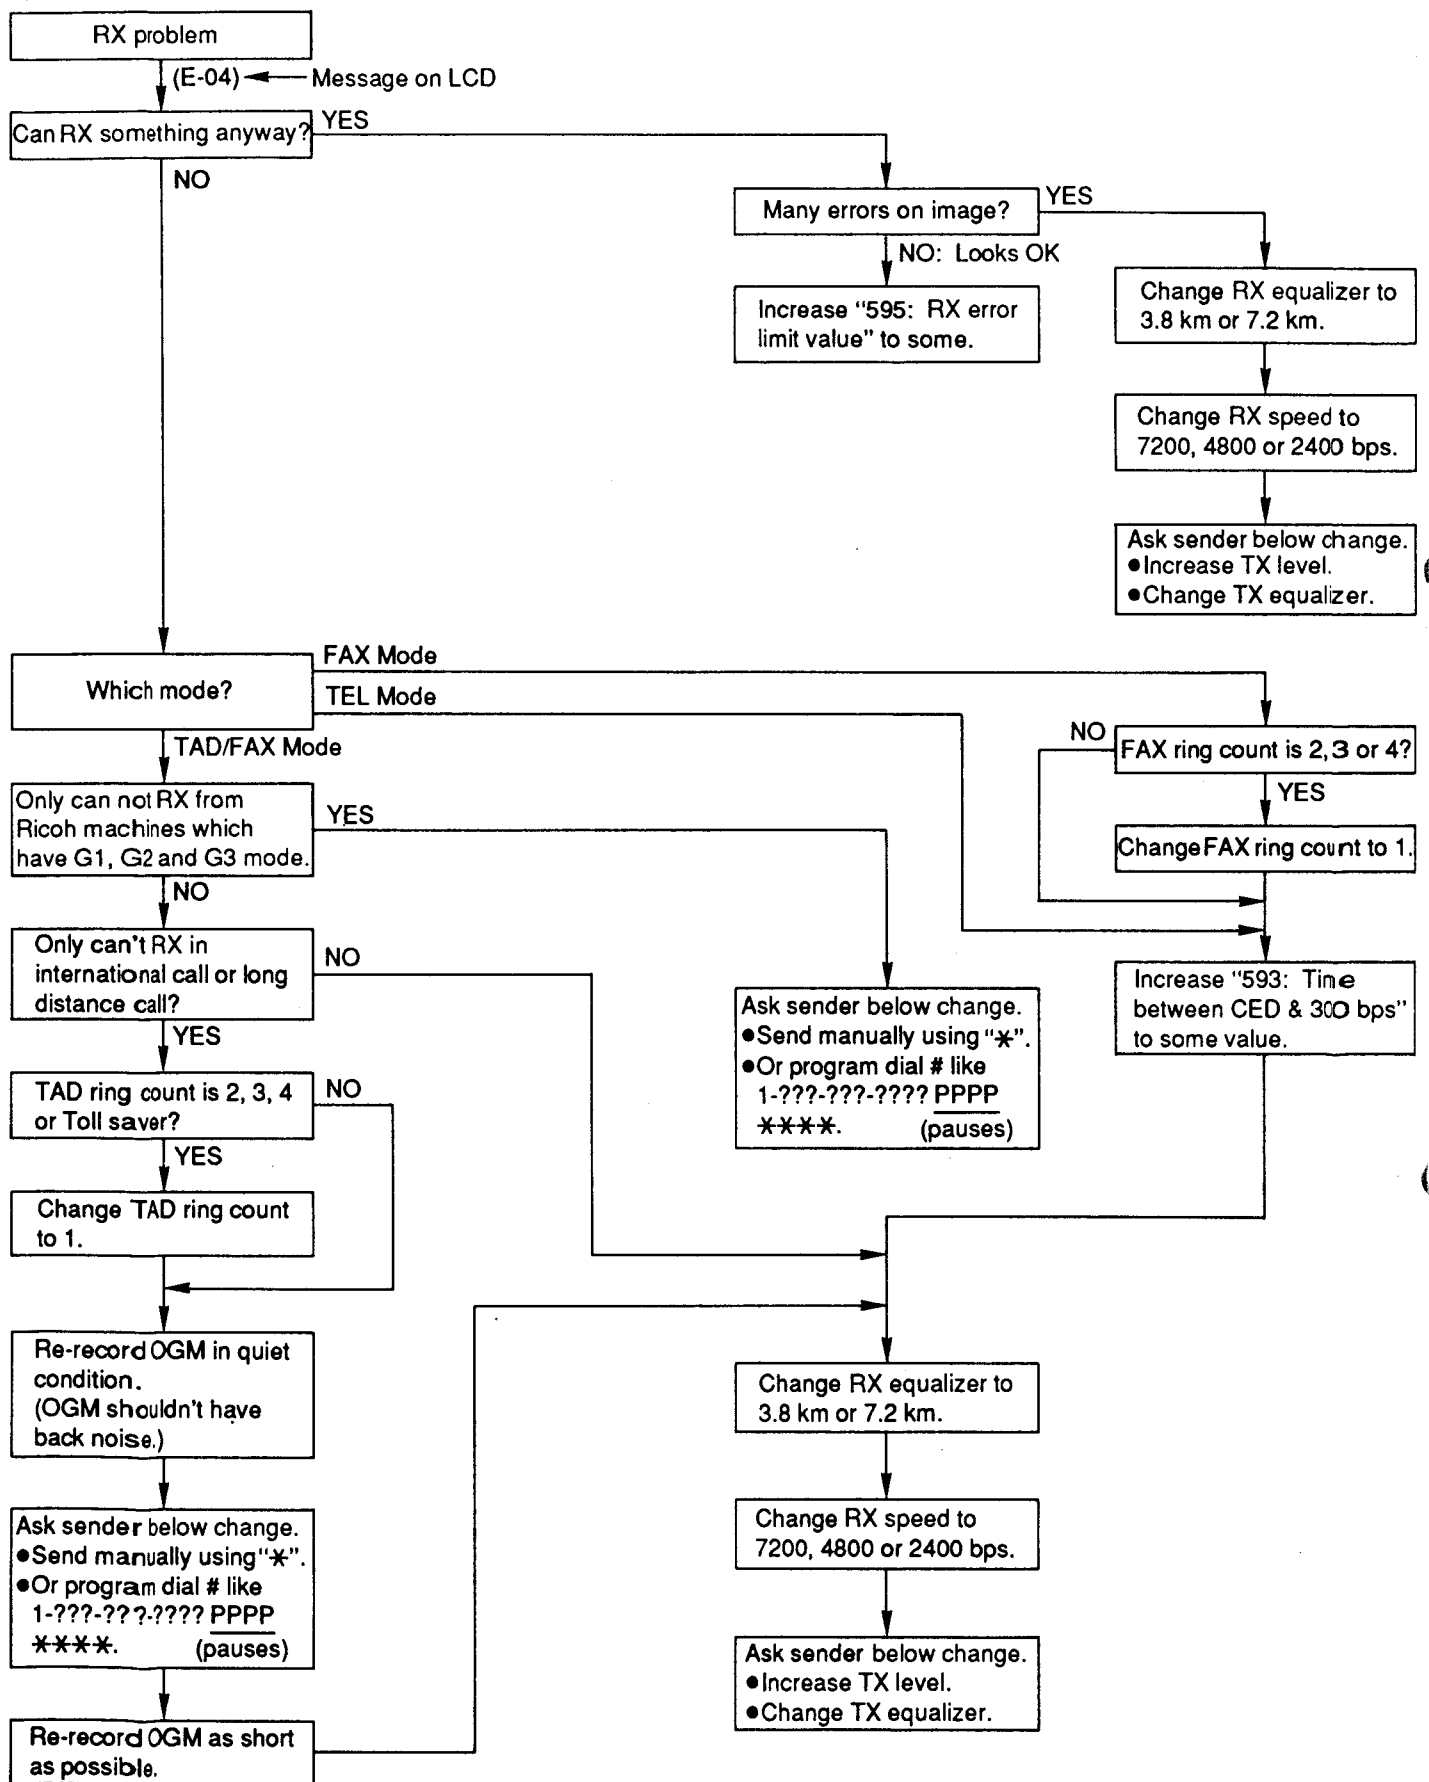 RX problem
(E-04)
Message on LCD
Can RX something anyway?
YES
NO
Many errors on image?
YES
NO: Looks OK
Increase "595: RX error
limit value" to some.
Change RX equalizer to
3.8 km or 7.2 km.
Change RX speed to
7200, 4800 or 2400 bps.
Ask sender below change.
●Increase TX level.
●Change TX equalizer.
Which mode?
FAX Mode
TEL Mode
TAD/FAX Mode
NO
FAX ring count is 2, 3 or 4?
YES
Change FAX ring count to 1.
Increase "593: Time
between CED & 300 bps"
to some value.
Only can not RX from
Ricoh machines which
have G1, G2 and G3 mode.
YES
NO
Ask sender below change.
●Send manually using "*".
●Or program dial # like
1-???-???-???? PPPP
****. (pauses)
Only can't RX in
international call or long
distance call?
NO
YES
TAD ring count is 2, 3, 4
or Toll saver?
NO
YES
Change TAD ring count
to 1.
Re-record OGM in quiet
condition.
(OGM shouldn't have
back noise.)
Ask sender below change.
●Send manually using "*".
●Or program dial # like
1-???-???-???? PPPP
****. (pauses)
Re-record OGM as short
as possible.
Change RX equalizer to
3.8 km or 7.2 km.
Change RX speed to
7200, 4800 or 2400 bps.
Ask sender below change.
●Increase TX level.
●Change TX equalizer.